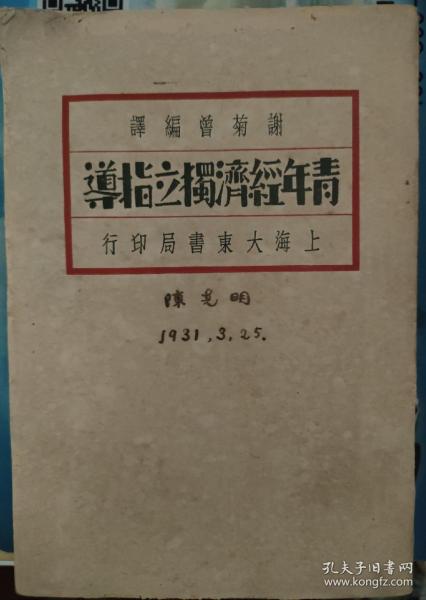 謝菊曾編譯
青年經濟獨立指導
上海大東書局印行
陳光明
1931,3,25.
孔夫子旧书网
www.kongfz.com